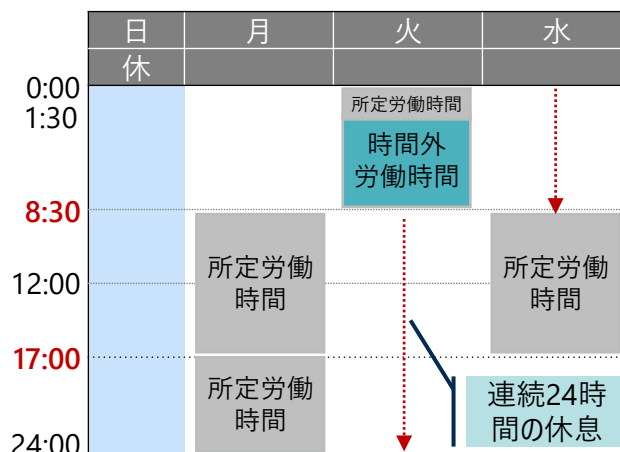 日 月 火 水
休
0:00
1:30
所定労働時間
時間外
労働時間
8:30
所定労働
時間
所定労働
時間
12:00
17:00
所定労働
時間
連続24時
間の休息
24:00